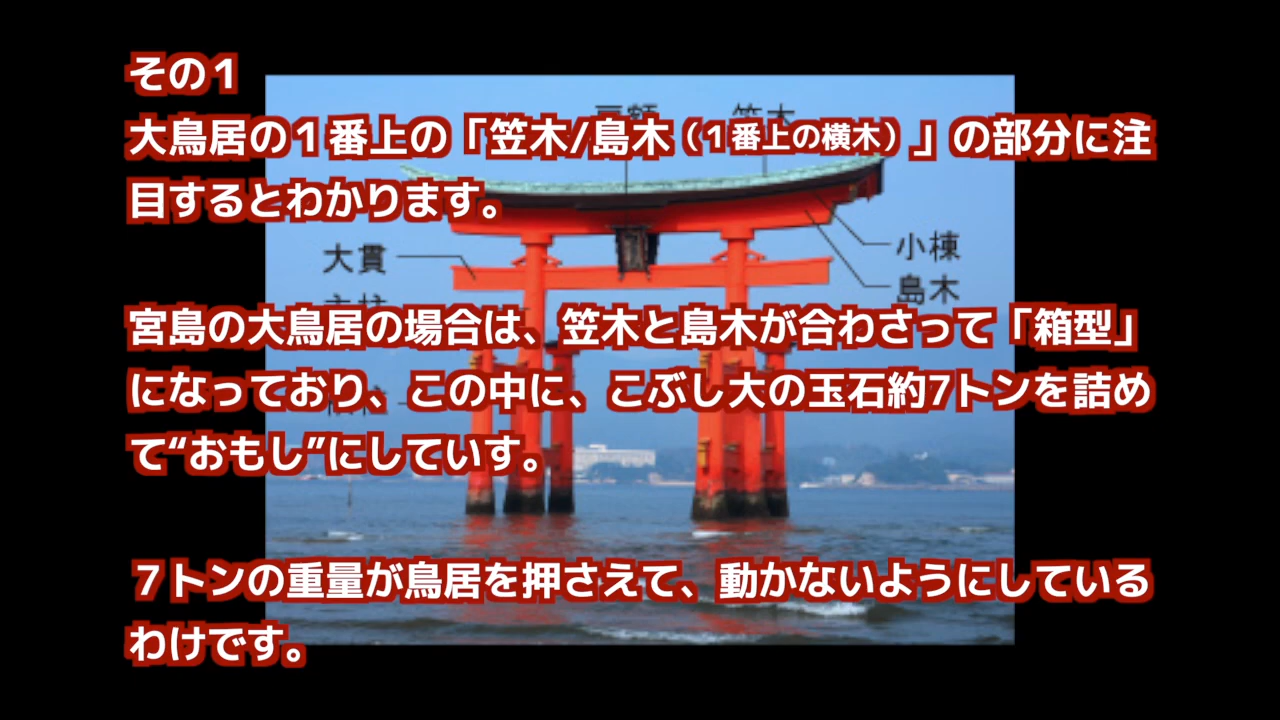 その１
大鳥居の１番上の「笠木/島木（１番上の横木）」の部分に注
目するとわかります。
大貫
小棟
島木
宮島の大鳥居の場合は、笠木と島木が合わさって「箱型」
になっており、この中に、こぶし大の玉石約7トンを詰め
て“おもし”にしていす。
７トンの重量が鳥居を押さえて、動かないようにしている
わけです。